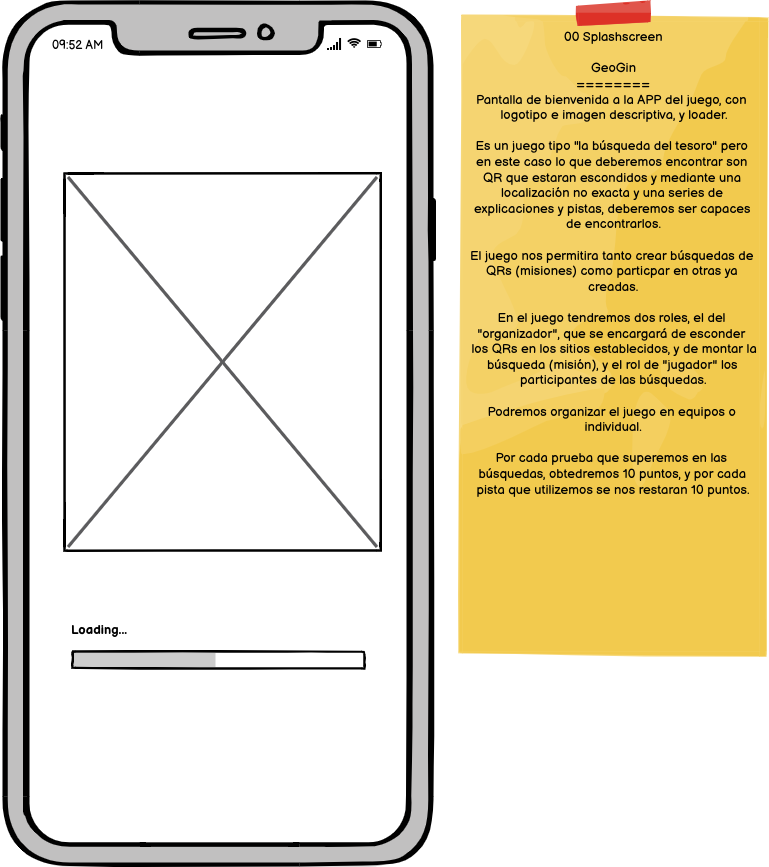 09:52 AM
Loading...
00 Splashscreen
GeoGin
========
Pantalla de bienvenida a la APP del juego, con
logotipo e imagen descriptiva, y loader.
Es un juego tipo "la búsqueda del tesoro" pero
en este caso lo que deberemos encontrar son
QR que estaran escondidos y mediante una
localización no exacta y una series de
explicaciones y pistas, deberemos ser capaces
de encontrarlos.
El juego nos permitira tanto crear búsquedas de
QRs (misiones) como particpar en otras ya
creadas.
En el juego tendremos dos roles, el del
"organizador", que se encargará de esconder
los QRs en los sitios establecidos, y de montar la
búsqueda (misión), y el rol de "jugador" los
participantes de las búsquedas.
Podremos organizar el juego en equipos o
individual.
Por cada prueba que superemos en las
búsquedas, obtedremos 10 puntos, y por cada
pista que utilizemos se nos restaran 10 puntos.